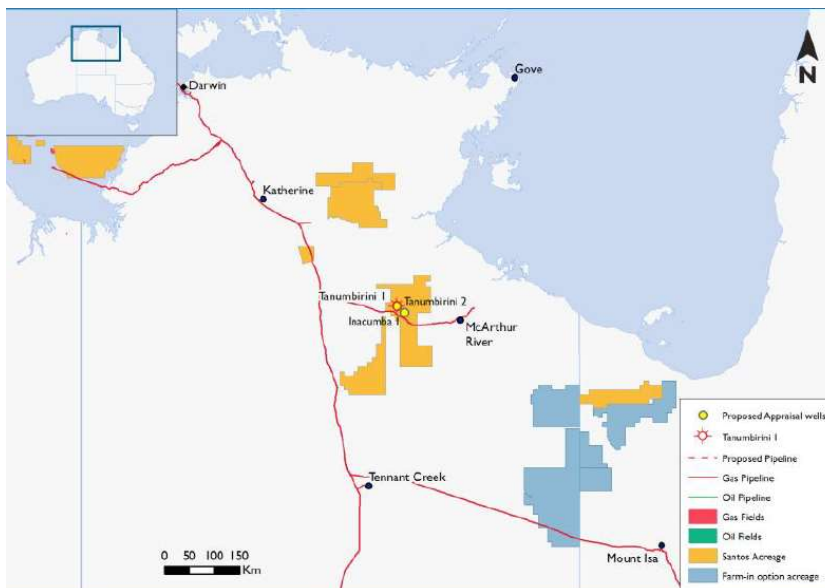 Gove
N
Darwin
Katherine
Tanumbirini 1
Tanumbirini 2
Inacumba 1
McArthur
River
Tennant Creek
Mount Isa
0 50 100 150
Km
Proposed Appraisal wells
Tanumbirini 1
Proposed Pipeline
Gas Pipeline
Oil Pipeline
Gas Fields
Oil Fields
Santos Acreage
Farm-in option acreage